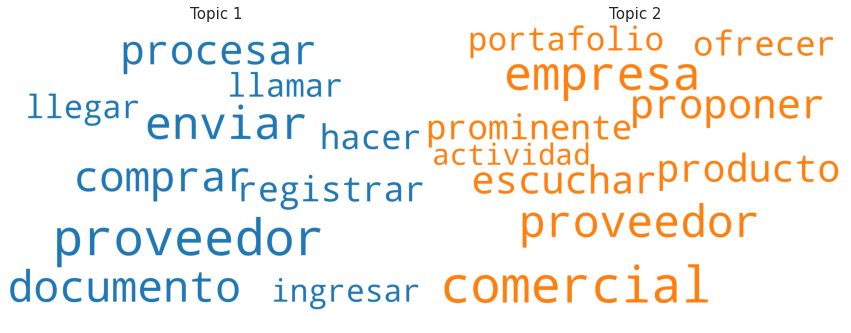 Topic 1
procesar
llamar
llegar
enviar
hacer
comprar
registrar
proveedor
documento
ingresar
Topic 2
portafolio
ofrecer
empresa
proponer
prominente
actividad
producto
escuchar
proveedor
comercial